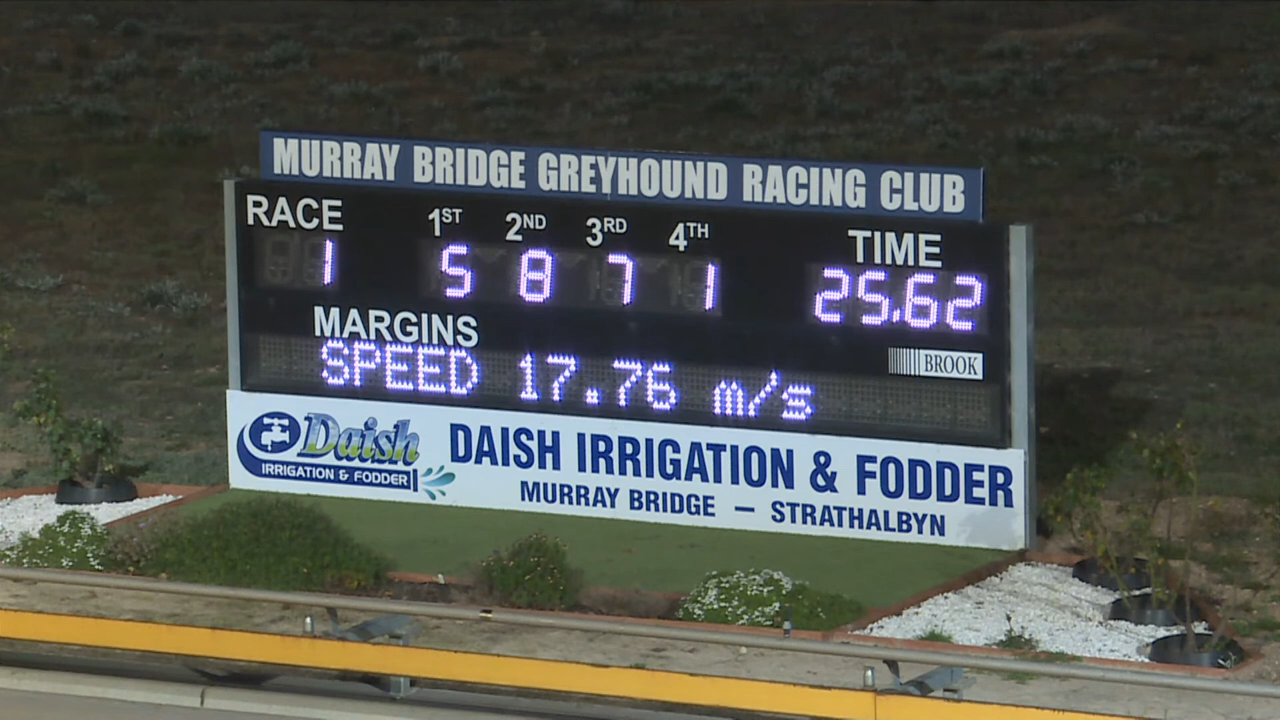 MURRAY BRIDGE GREYHOUND RACING CLUB
RACE 1ST 2ND 3RD 4TH TIME
1 5 8 7 1 25.62
MARGINS
SPEED 17.76 m/s
BROOK
Daish
IRRIGATION & FODDER
DAISH IRRIGATION & FODDER
MURRAY BRIDGE – STRATHALBYN